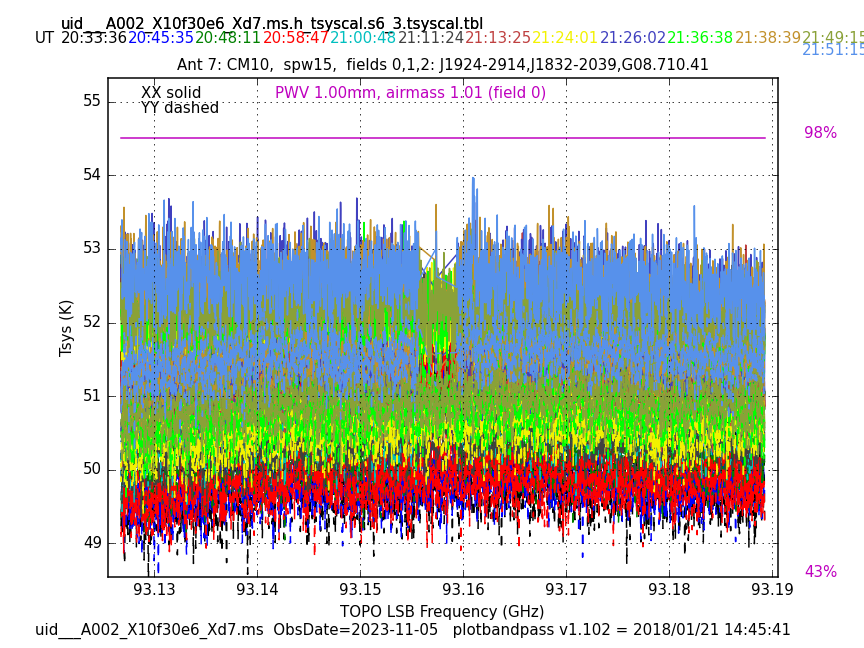 uid___A002_X10f30e6_Xd7.ms.h_tsyscal.s6_3.tsyscal.tbl
UT 20:33:36 20:45:35 20:48:11 20:58:47 21:00:48 21:11:24 21:13:25 21:24:01 21:26:02 21:36:38 21:38:39 21:49:15
21:51:15
Ant 7: CM10, spw15, fields 0,1,2: J1924-2914,J1832-2039,G08.710.41
XX solid PWV 1.00mm, airmass 1.01 (field 0)
YY dashed
55
98%
54
53
52
51
50
49
43%
Tsys (K)
93.13 93.14 93.15 93.16 93.17 93.18 93.19
TOPO LSB Frequency (GHz)
uid___A002_X10f30e6_Xd7.ms ObsDate=2023-11-05 plotbandpass v1.102 = 2018/01/21 14:45:41